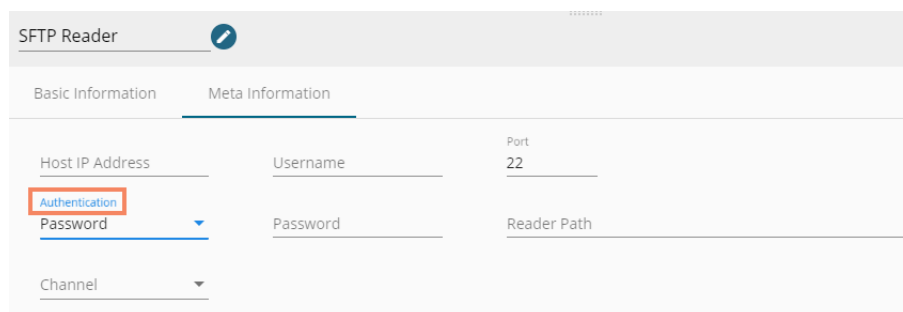 SFTP Reader
Basic Information Meta Information
Port
Host IP Address Username 22
Authentication
Password Password Reader Path
Channel